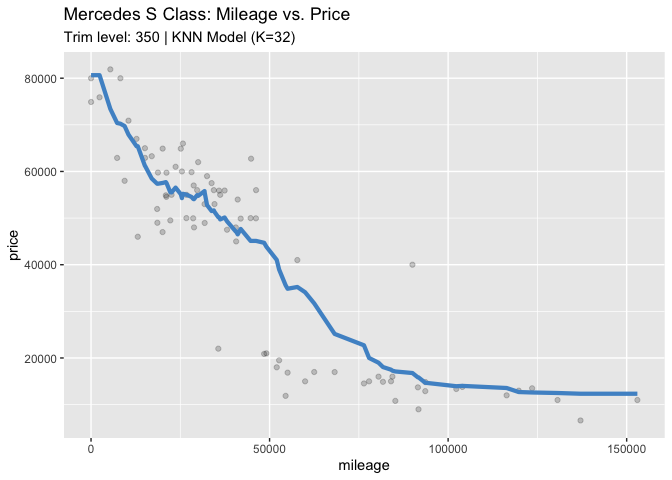 Mercedes S Class: Mileage vs. Price
Trim level: 350 | KNN Model (K=32)
80000
60000
40000
20000
price
0
50000
100000
150000
mileage